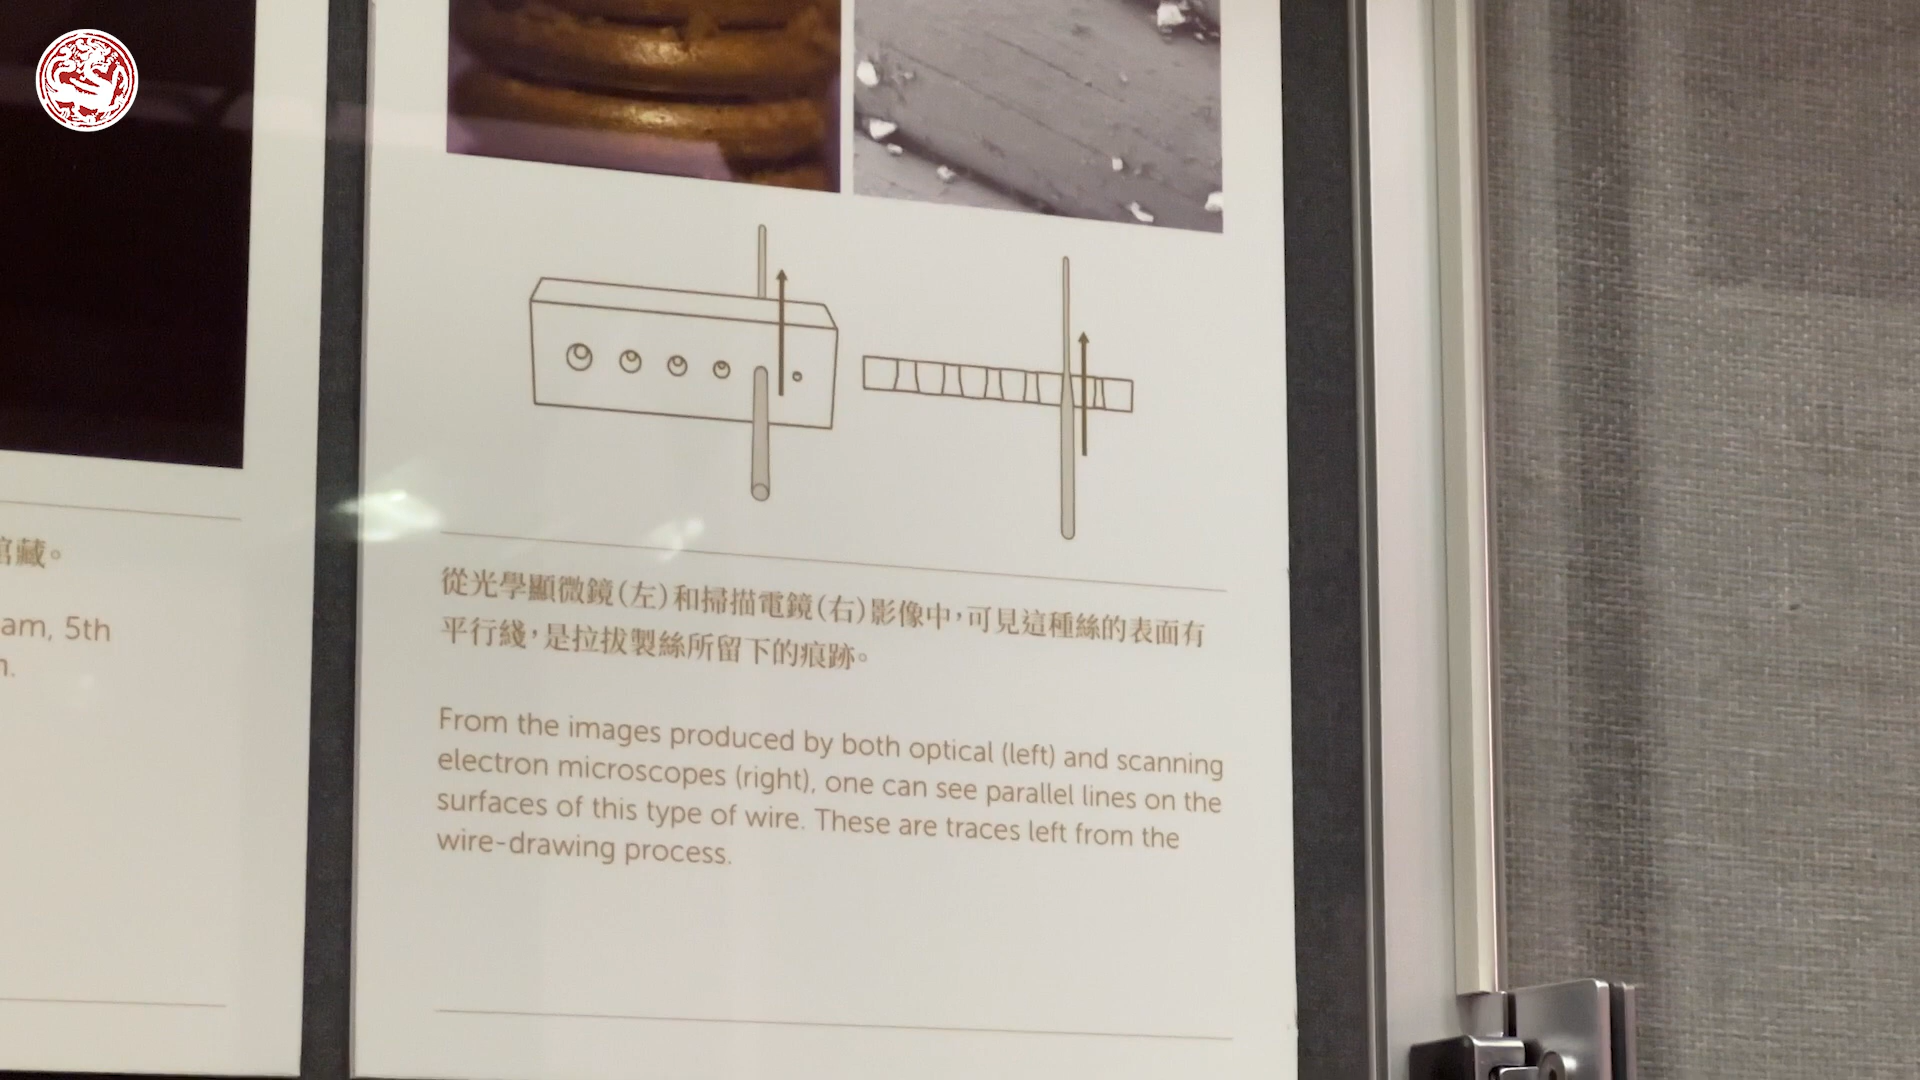 館藏。
am, 5th
從光學顯微鏡(左)和掃描電鏡(右)影像中,可見這種絲的表面有
平行綫,是拉拔製絲所留下的痕跡。
From the images produced by both optical (left) and scanning
electron microscopes (right), one can see parallel lines on the
surfaces of this type of wire. These are traces left from the
wire-drawing process.